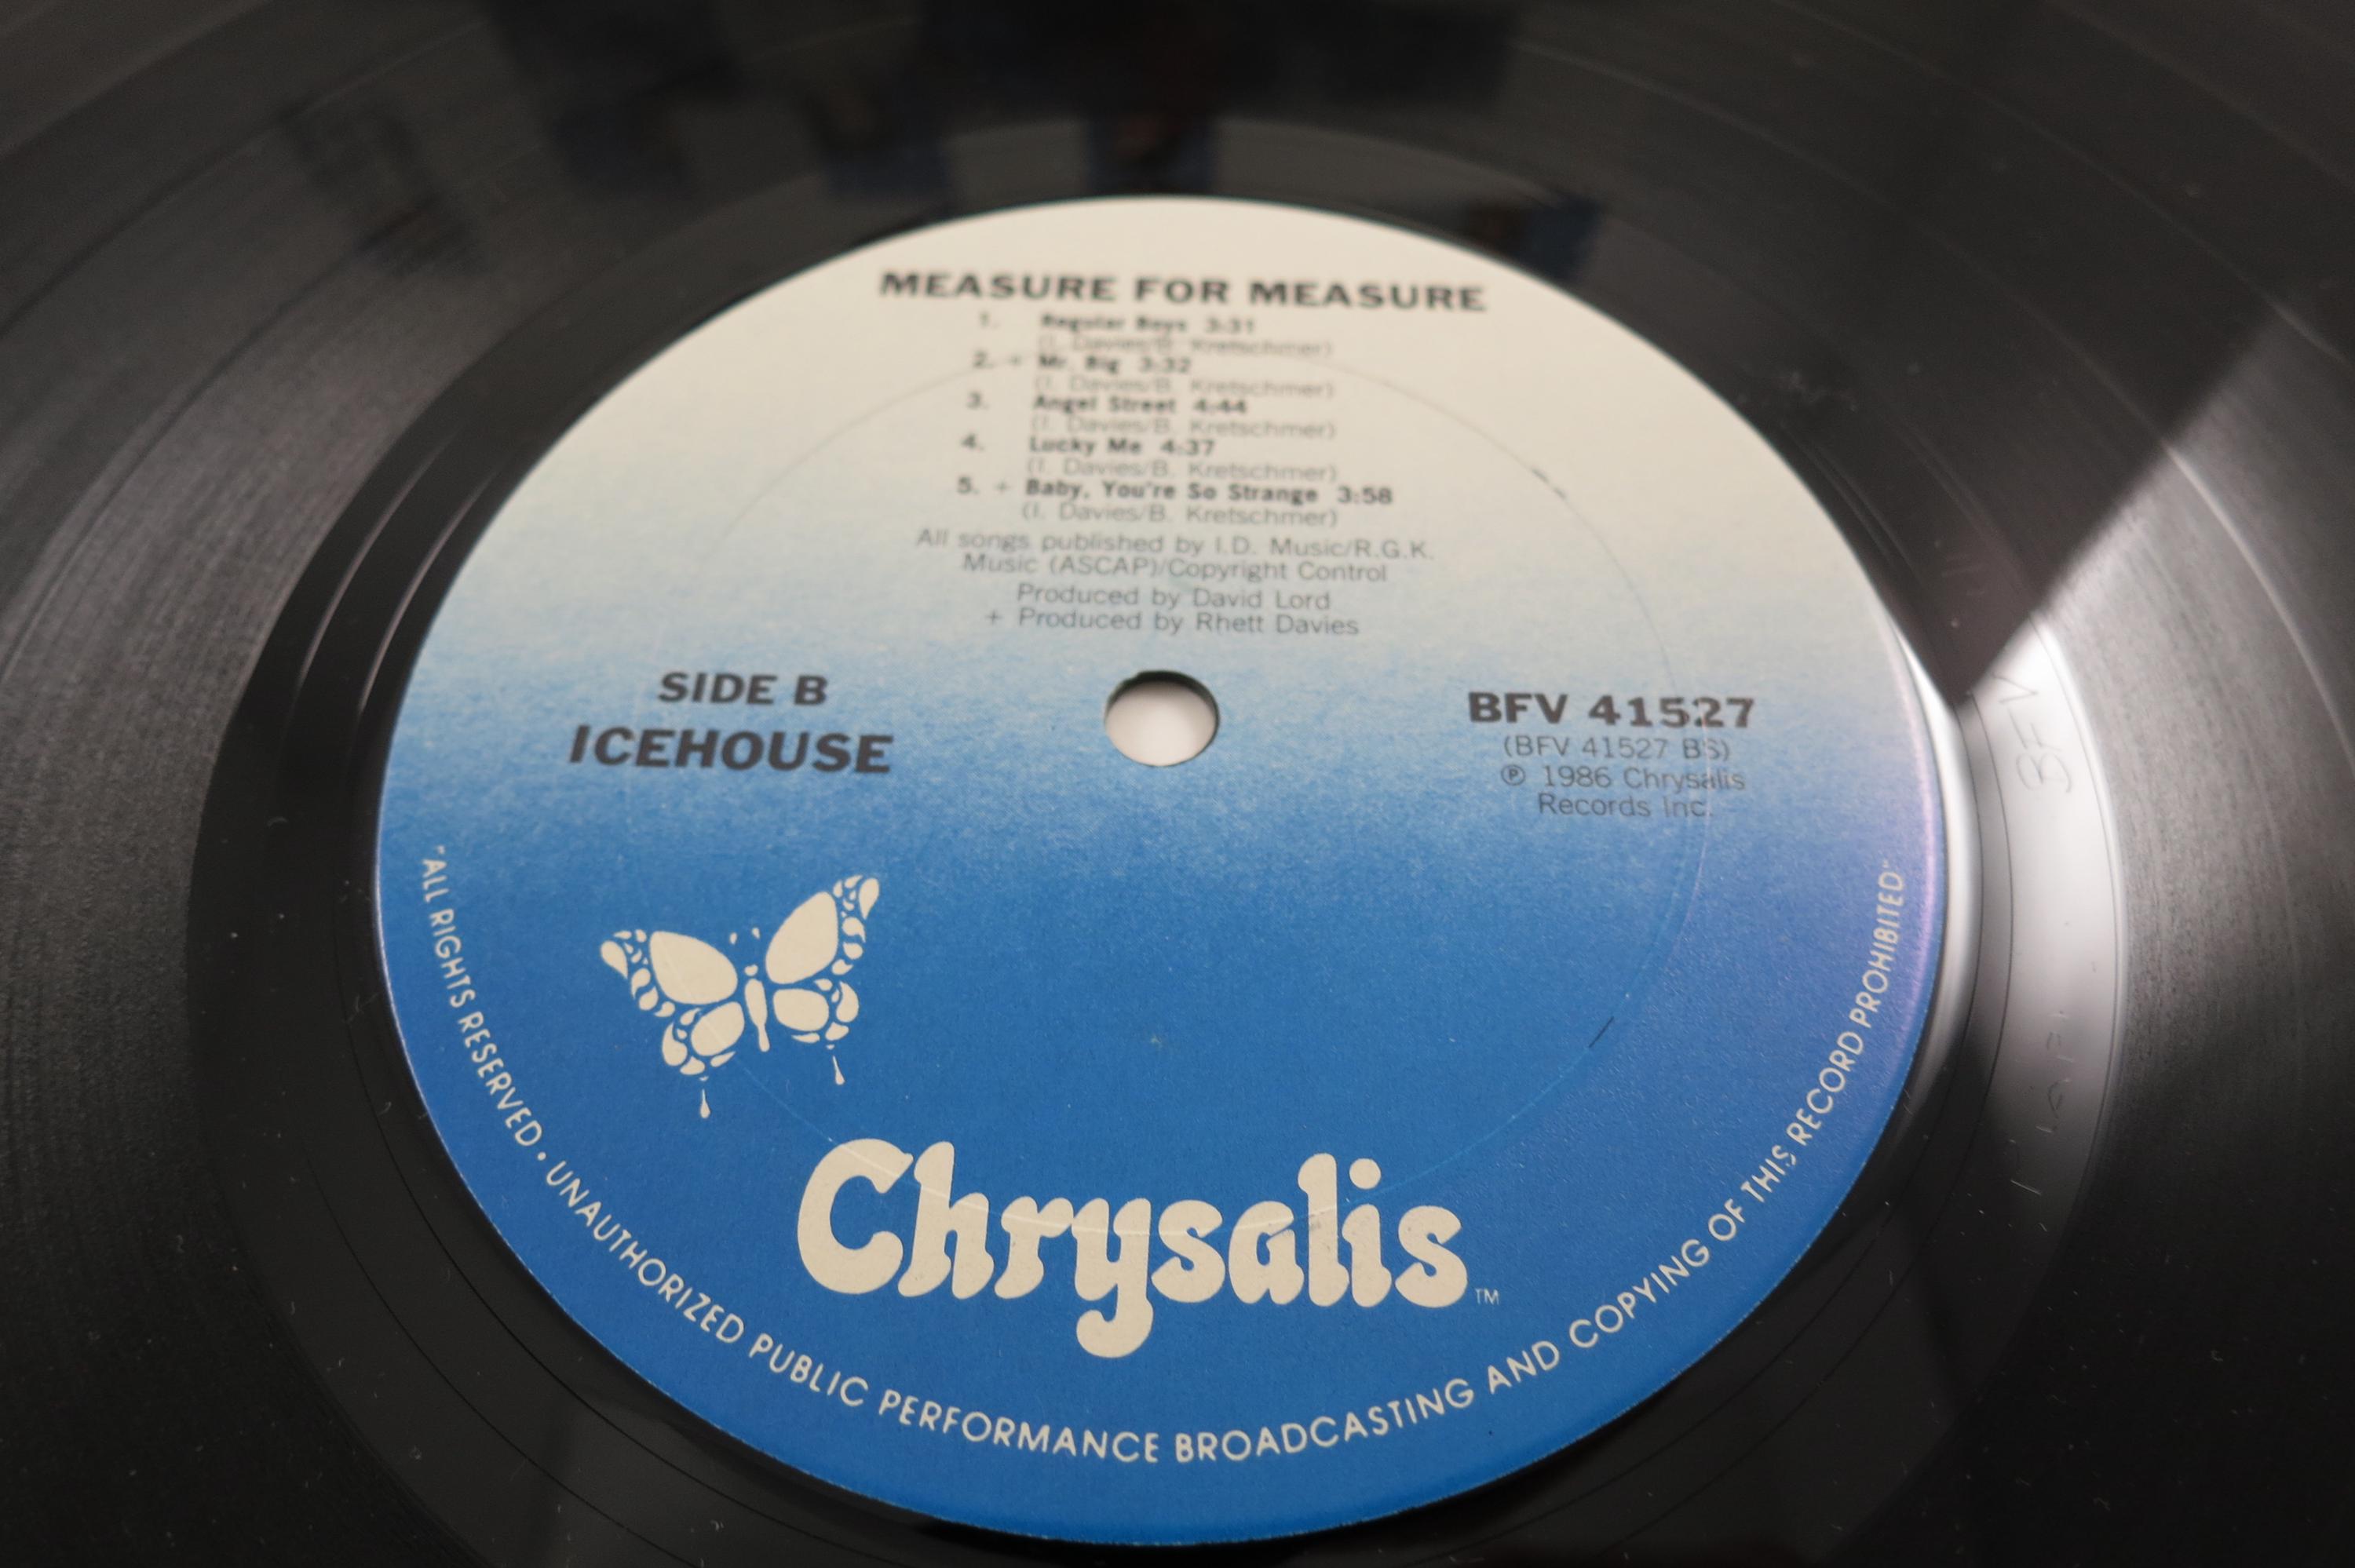 MEASURE FOR MEASURE
1. Regular Boys 3:31
(I. Davies/B. Kretschmer)
2. + Mr. Big 3:32
(I. Davies/B. Kretschmer)
3. Angel Street 4:44
(I. Davies/B. Kretschmer)
4. Lucky Me 4:37
(I. Davies/B. Kretschmer)
5. + Baby, You're So Strange 3:58
(I. Davies/B. Kretschmer)
All songs published by I.D. Music/R.G.K.
Music (ASCAP)/Copyright Control
Produced by David Lord
+ Produced by Rhett Davies
SIDE B
ICEHOUSE
BFV 41527
(BFV 41527 BS)
℗ 1986 Chrysalis
Records Inc.
Chrysalis™
"ALL RIGHTS RESERVED • UNAUTHORIZED PUBLIC PERFORMANCE BROADCASTING AND COPYING OF THIS RECORD PROHIBITED"
BFV